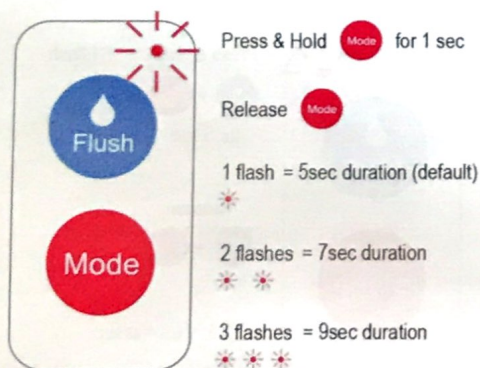 Flush
Mode
Press & Hold Mode for 1 sec
Release Mode
1 flash = 5sec duration (default)
2 flashes = 7sec duration
3 flashes = 9sec duration